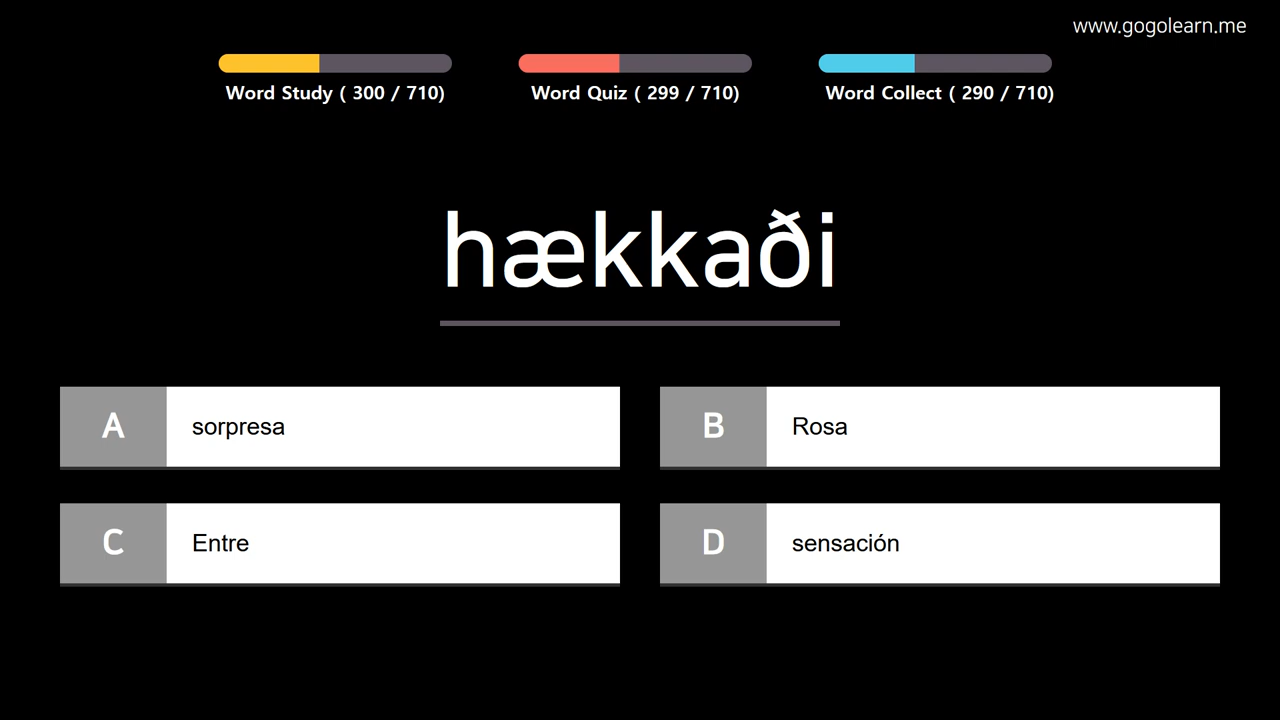 www.gogolearn.me
Word Study ( 300 / 710)
Word Quiz ( 299 / 710)
Word Collect ( 290 / 710)
hækkaði
A sorpresa
B Rosa
C Entre
D sensación